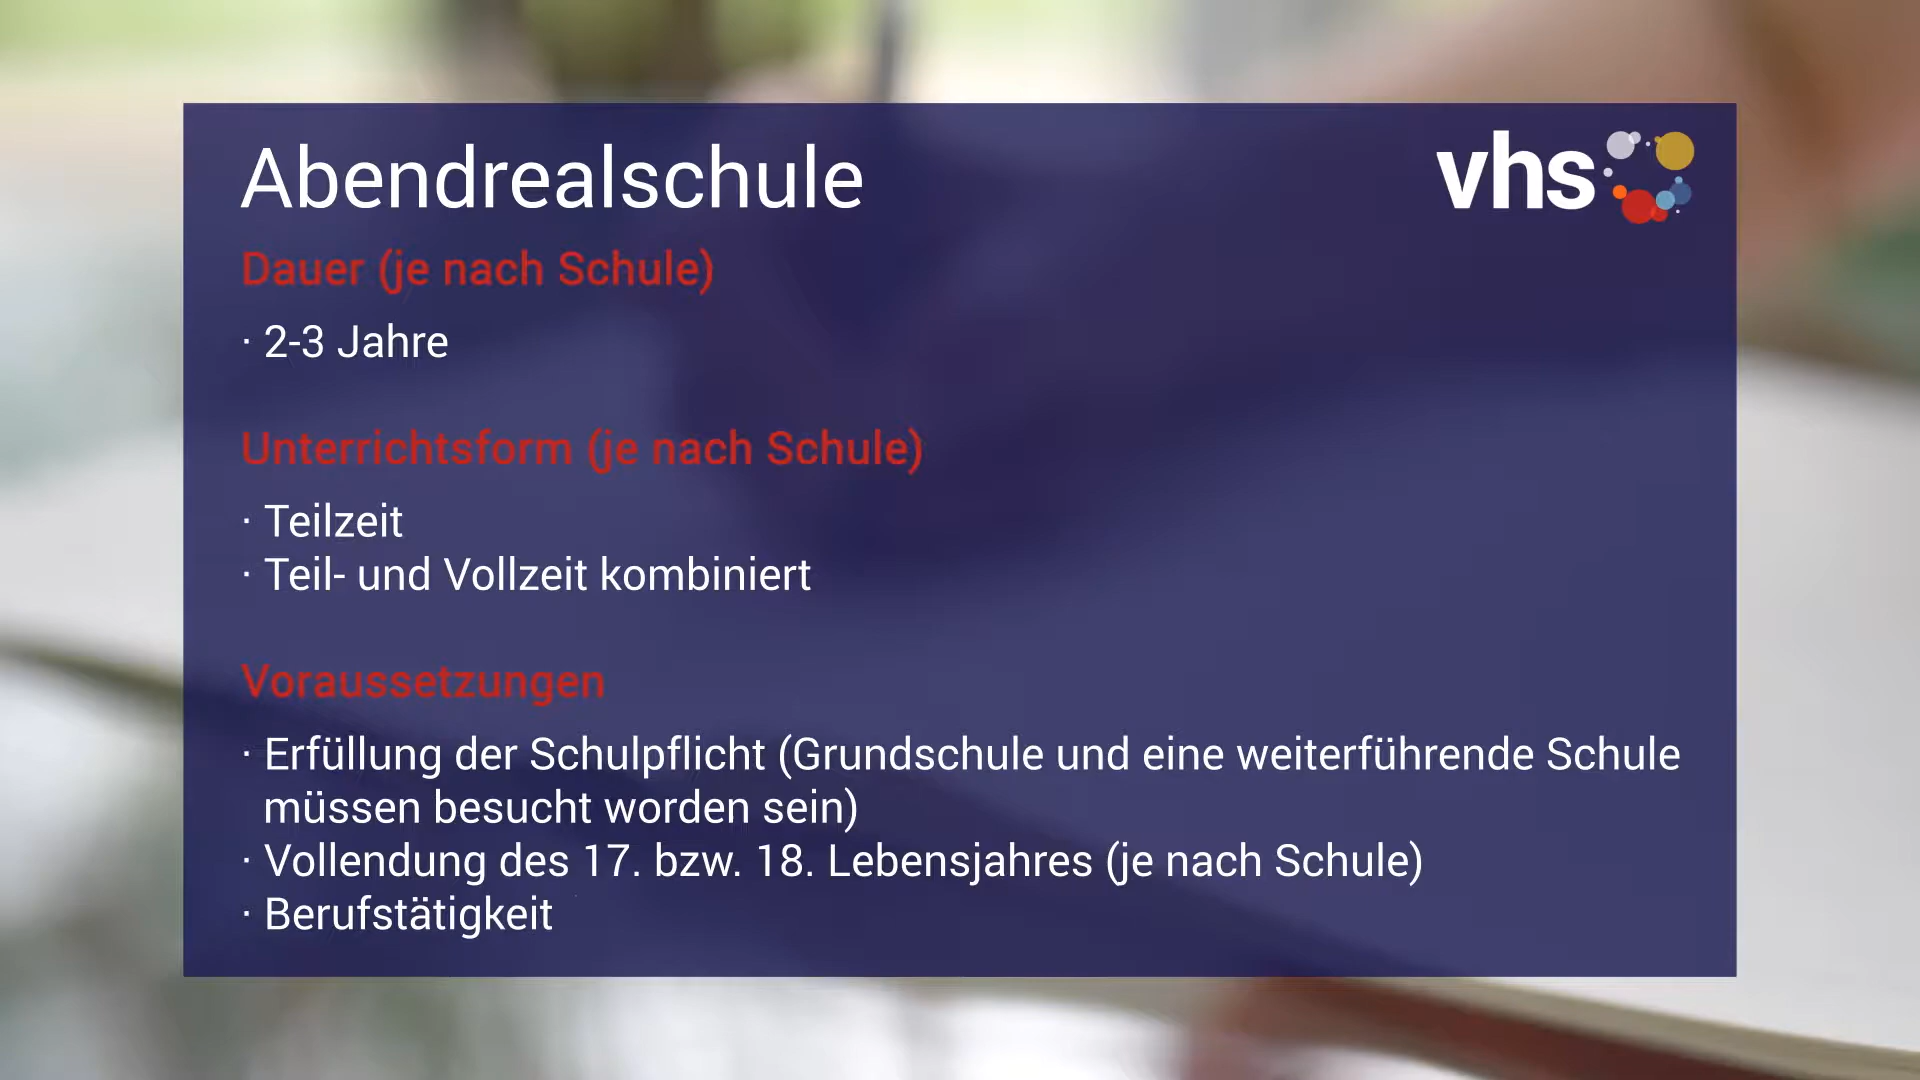 Abendrealschule
vhs
Dauer (je nach Schule)
· 2-3 Jahre
Unterrichtsform (je nach Schule)
· Teilzeit
· Teil- und Vollzeit kombiniert
Voraussetzungen
· Erfüllung der Schulpflicht (Grundschule und eine weiterführende Schule
müssen besucht worden sein)
· Vollendung des 17. bzw. 18. Lebensjahres (je nach Schule)
· Berufstätigkeit